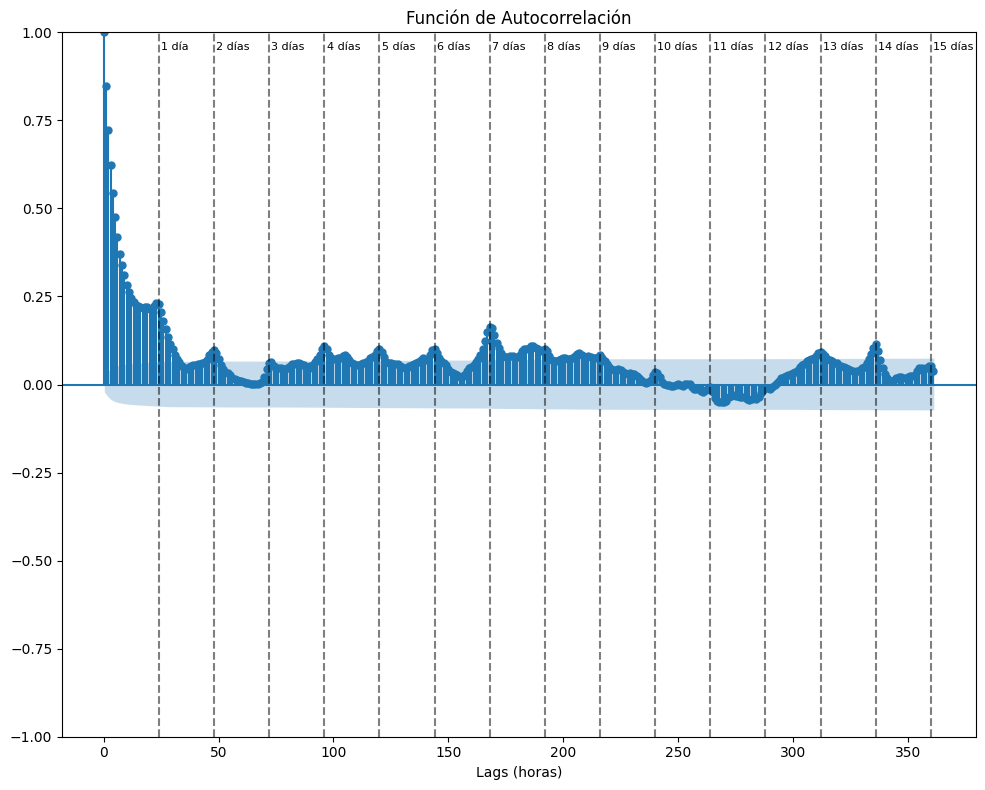 Función de Autocorrelación
1.00
0.75
0.50
0.25
0.00
−0.25
−0.50
−0.75
−1.00
1 día
2 días
3 días
4 días
5 días
6 días
7 días
8 días
9 días
10 días
11 días
12 días
13 días
14 días
15 días
0
50
100
150
200
250
300
350
Lags (horas)